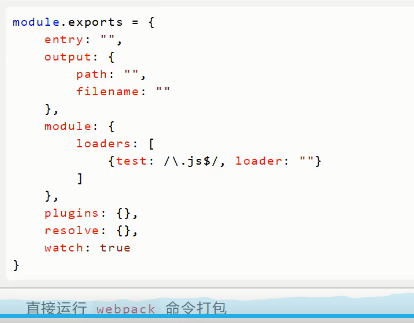 module.exports = {
    entry: "",
    output: {
        path: "",
        filename: ""
    },
    module: {
        loaders: [
            {test: /\.js$/, loader: ""}
        ]
    },
    plugins: {},
    resolve: {},
    watch: true
}
直接运行 webpack 命令打包